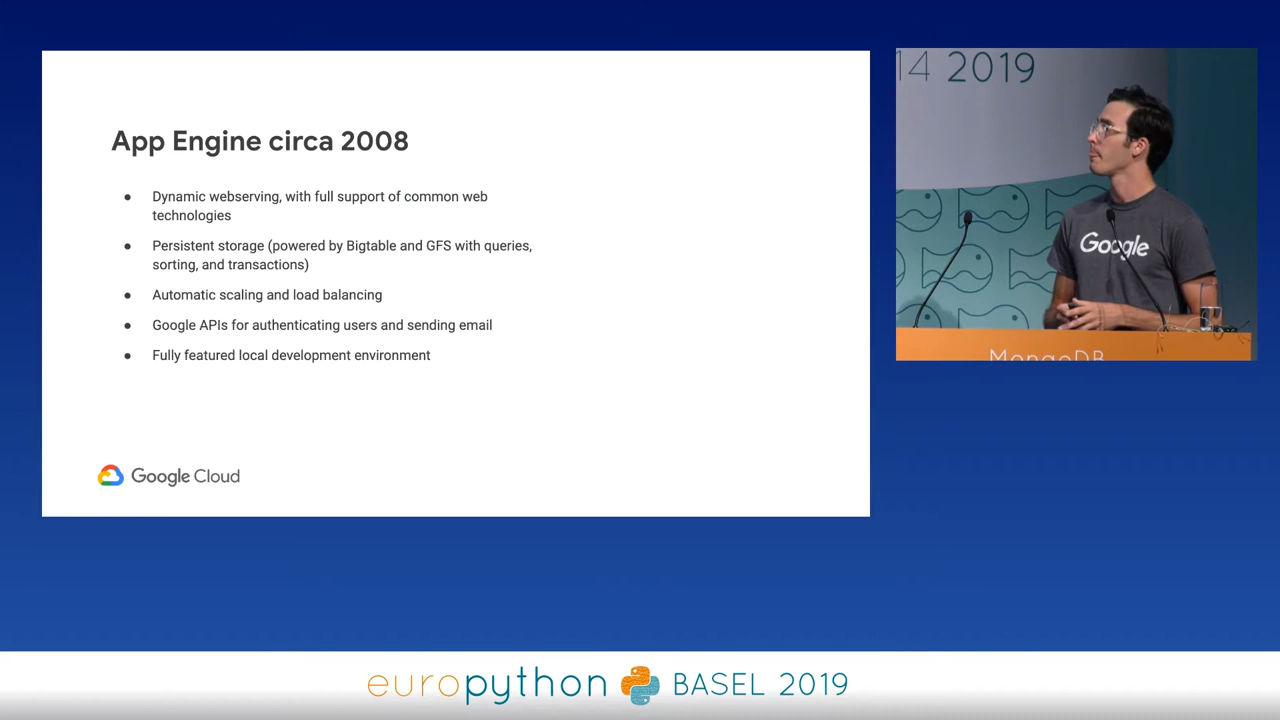 App Engine circa 2008
● Dynamic webserving, with full support of common web
technologies
● Persistent storage (powered by Bigtable and GFS with queries,
sorting, and transactions)
● Automatic scaling and load balancing
● Google APIs for authenticating users and sending email
● Fully featured local development environment
Google Cloud
14 2019
Google
MongoDB
europython BASEL 2019